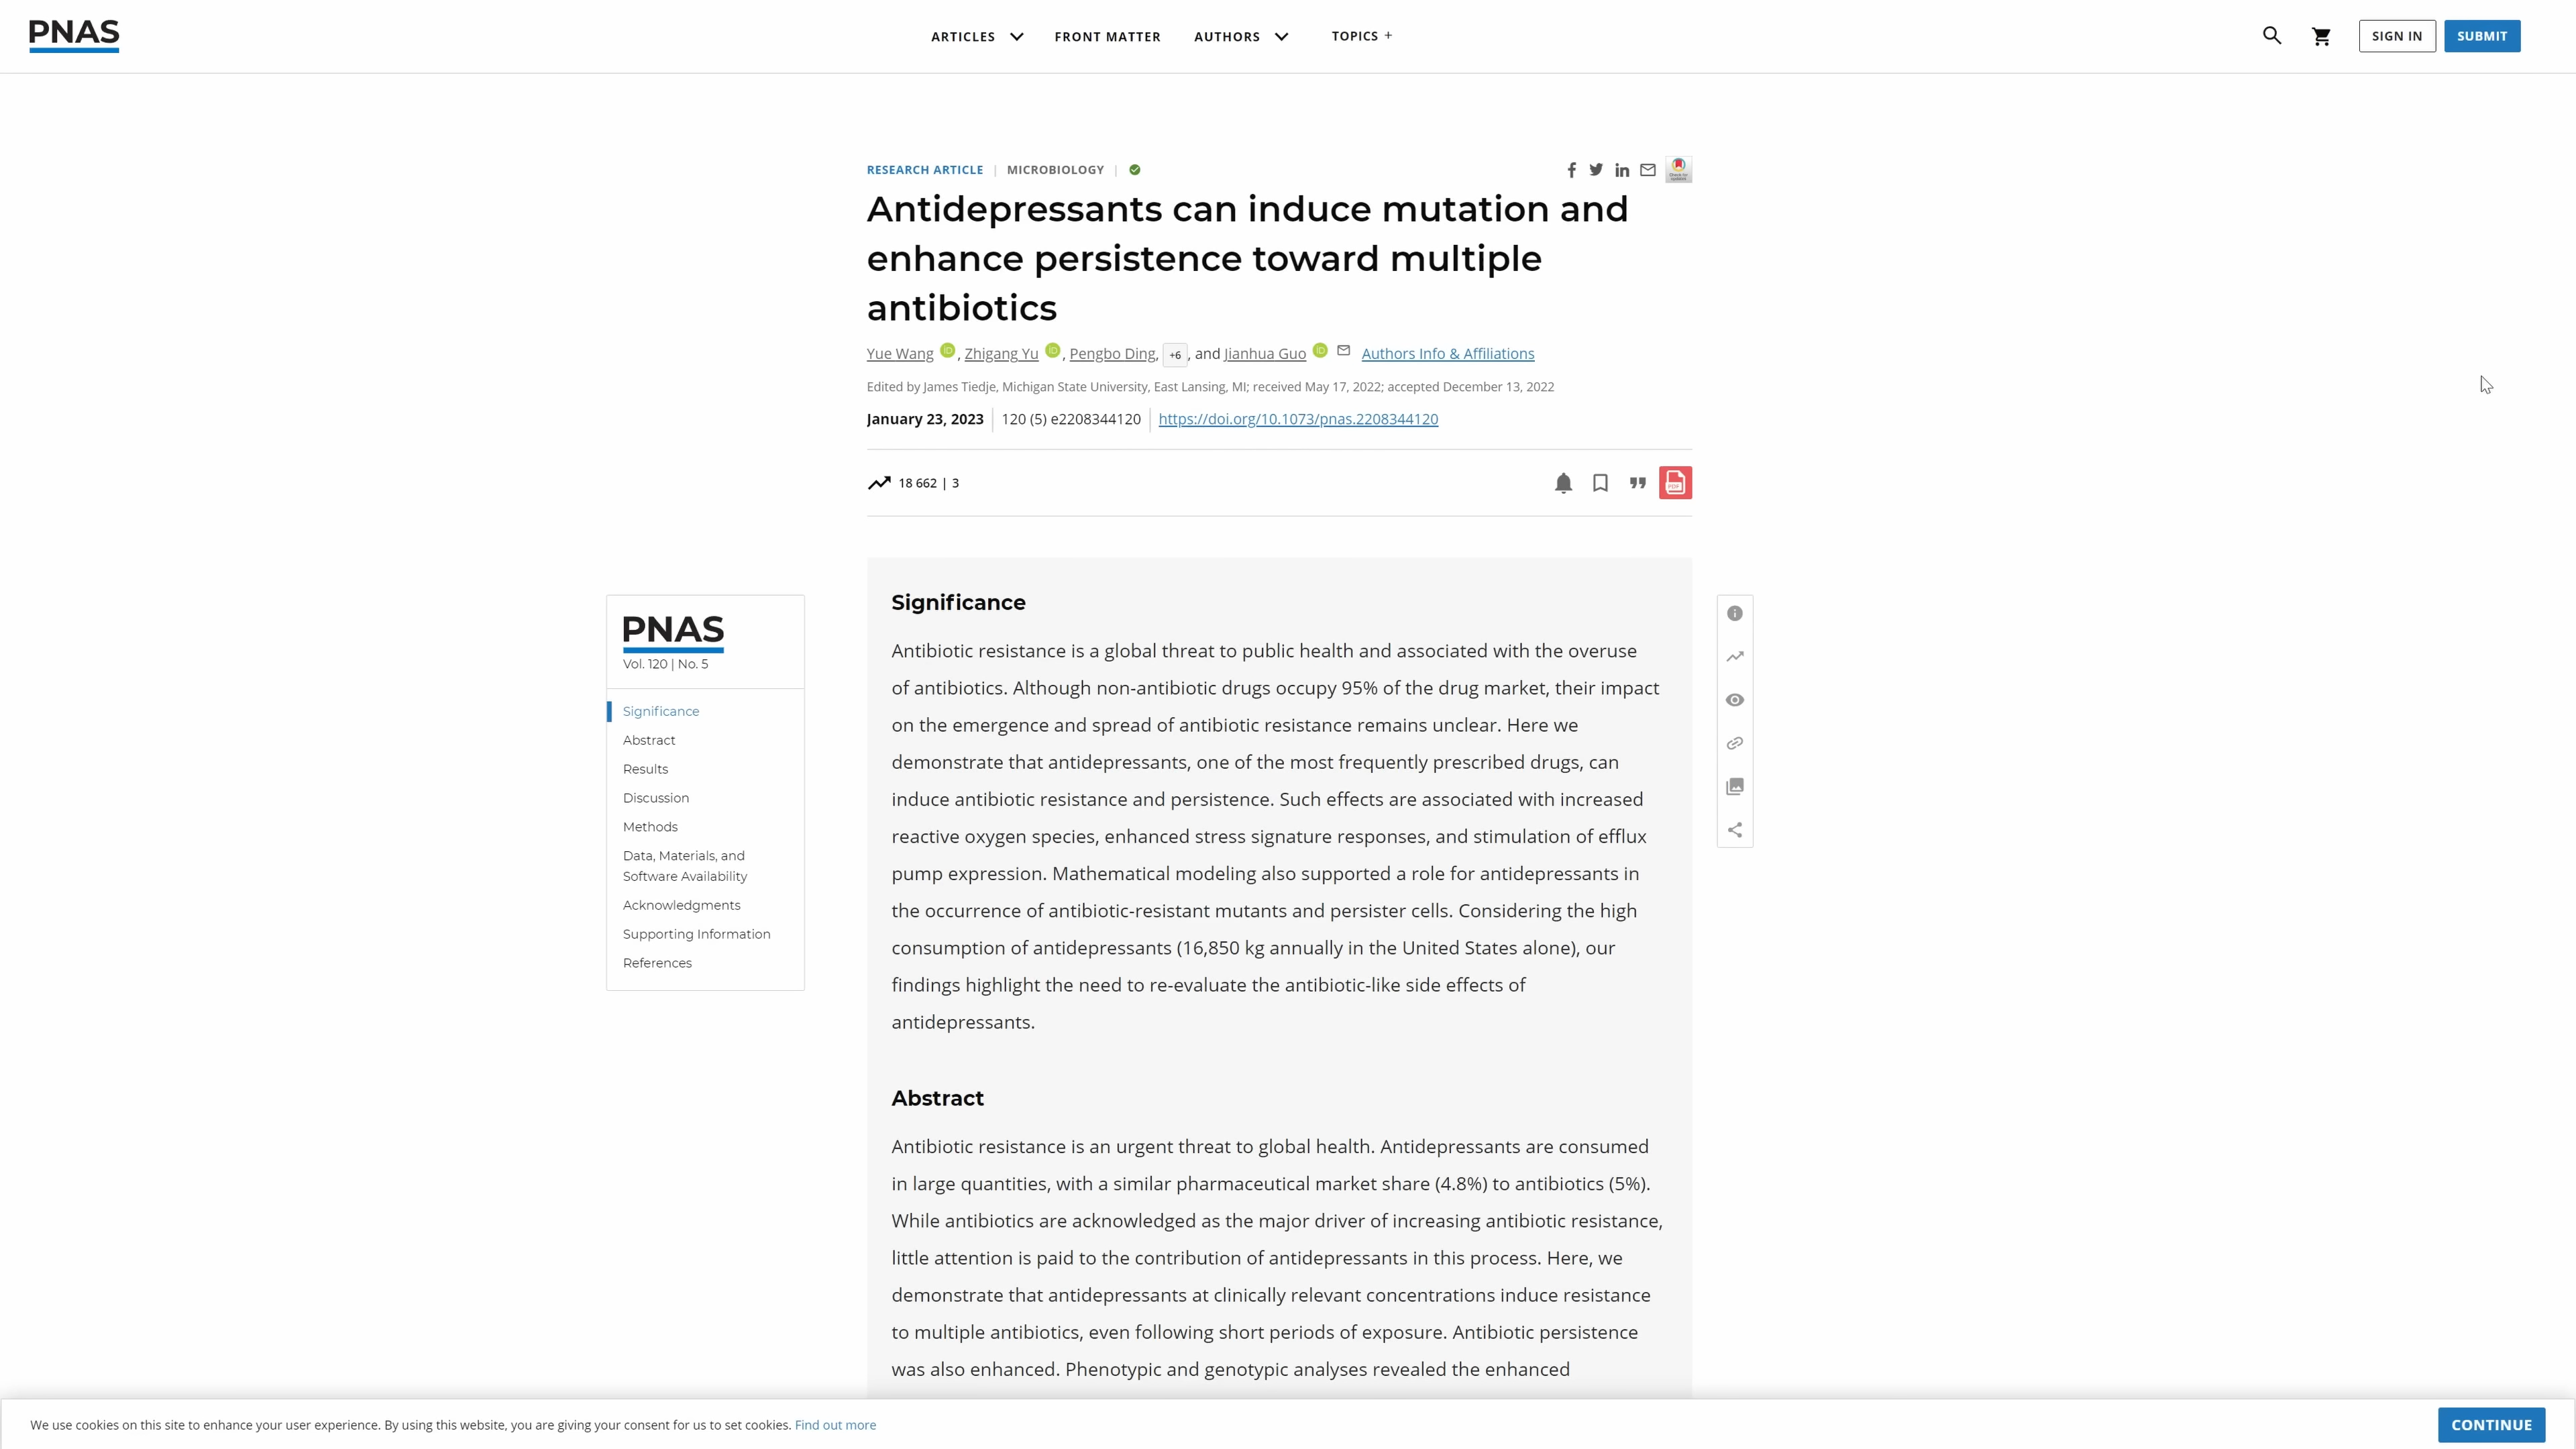 PNAS
ARTICLES
FRONT MATTER
AUTHORS
TOPICS +
SIGN IN
SUBMIT
RESEARCH ARTICLE | MICROBIOLOGY |
Antidepressants can induce mutation and
enhance persistence toward multiple
antibiotics
Yue Wang iD, Zhigang Yu iD, Pengbo Ding, +6, and Jianhua Guo iD Authors Info & Affiliations
Edited by James Tiedje, Michigan State University, East Lansing, MI; received May 17, 2022; accepted December 13, 2022
January 23, 2023 | 120 (5) e2208344120 | https://doi.org/10.1073/pnas.2208344120
18 662 | 3
PDF
PNAS
Vol. 120 | No. 5
Significance
Abstract
Results
Discussion
Methods
Data, Materials, and
Software Availability
Acknowledgments
Supporting Information
References
Significance
Antibiotic resistance is a global threat to public health and associated with the overuse
of antibiotics. Although non-antibiotic drugs occupy 95% of the drug market, their impact
on the emergence and spread of antibiotic resistance remains unclear. Here we
demonstrate that antidepressants, one of the most frequently prescribed drugs, can
induce antibiotic resistance and persistence. Such effects are associated with increased
reactive oxygen species, enhanced stress signature responses, and stimulation of efflux
pump expression. Mathematical modeling also supported a role for antidepressants in
the occurrence of antibiotic-resistant mutants and persister cells. Considering the high
consumption of antidepressants (16,850 kg annually in the United States alone), our
findings highlight the need to re-evaluate the antibiotic-like side effects of
antidepressants.
Abstract
Antibiotic resistance is an urgent threat to global health. Antidepressants are consumed
in large quantities, with a similar pharmaceutical market share (4.8%) to antibiotics (5%).
While antibiotics are acknowledged as the major driver of increasing antibiotic resistance,
little attention is paid to the contribution of antidepressants in this process. Here, we
demonstrate that antidepressants at clinically relevant concentrations induce resistance
to multiple antibiotics, even following short periods of exposure. Antibiotic persistence
was also enhanced. Phenotypic and genotypic analyses revealed the enhanced
We use cookies on this site to enhance your user experience. By using this website, you are giving your consent for us to set cookies. Find out more
CONTINUE